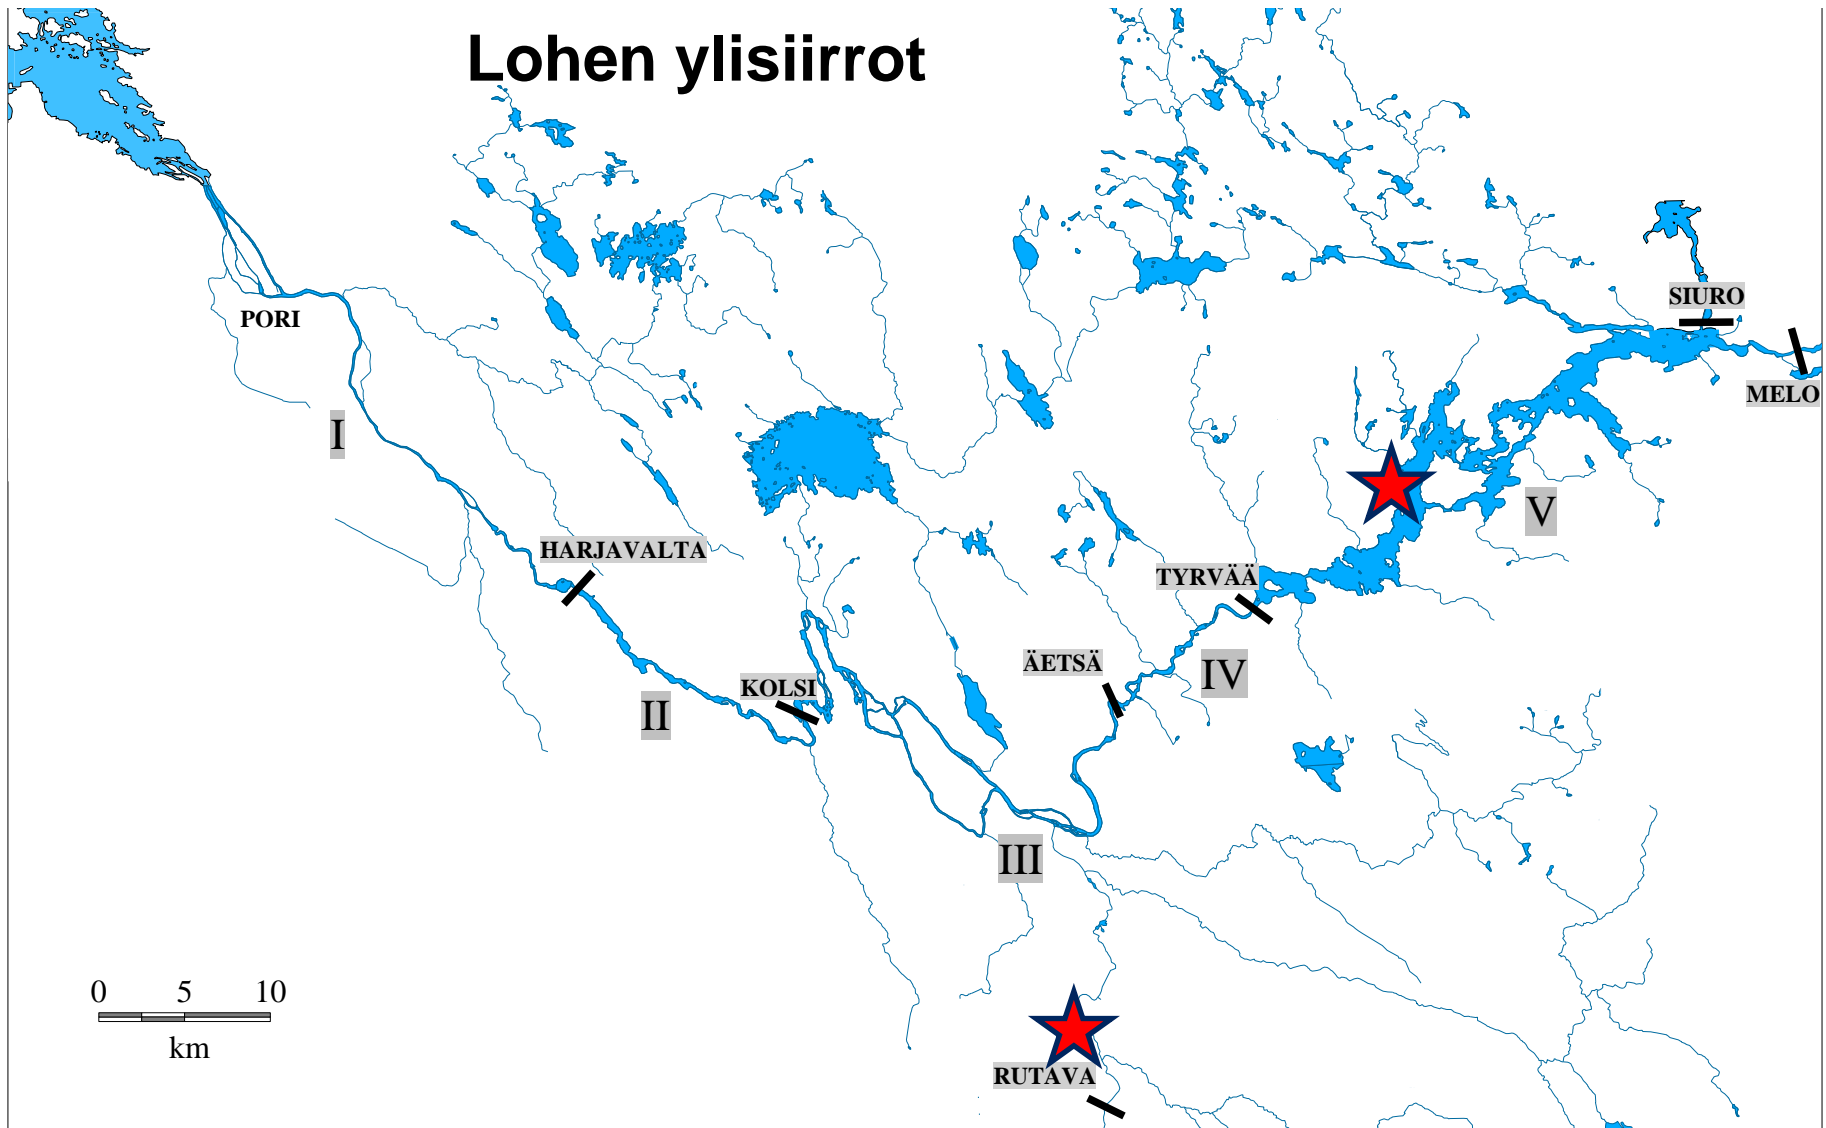 Lohen ylisiirrot
SIURO
PORI
MELO
I
V
HARJAVALTA
TYRVÄÄ
ÄETSÄ
IV
KOLSI
II
III
0 5 10
km
RUTAVA